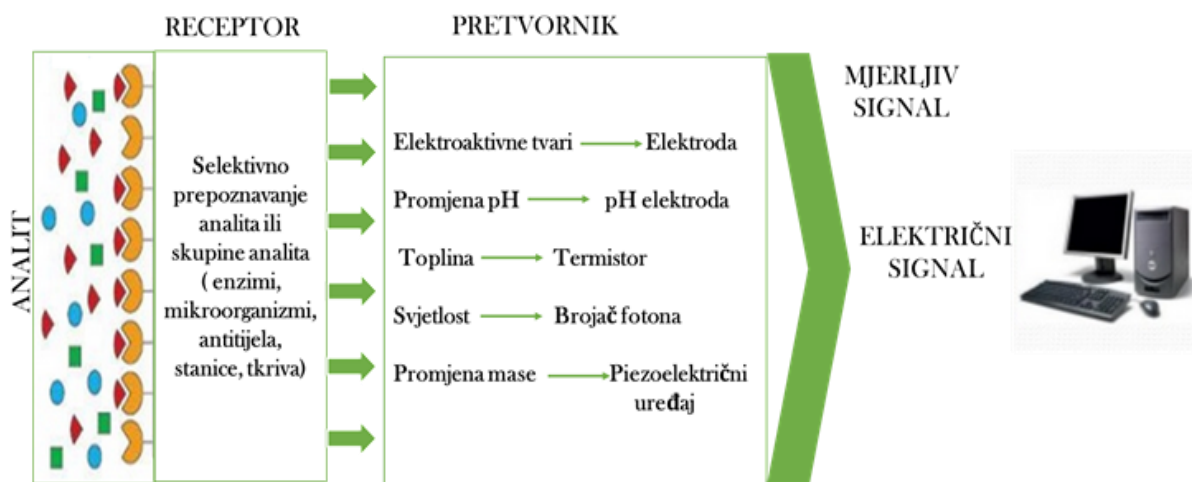 RECEPTOR
PRETVORNIK
ANALIT
Selektivno
prepoznavanje
analita ili
skupine analita
( enzimi,
mikroorganizmi,
antitijela,
stanice, tkriva)
Elektroaktivne tvari
Elektroda
Promjena pH
pH elektroda
Toplina
Termistor
Svjetlost
Brojač fotona
Promjena mase
Piezoelektrični
uređaj
MJERLJIV
SIGNAL
ELEKTRIČNI
SIGNAL